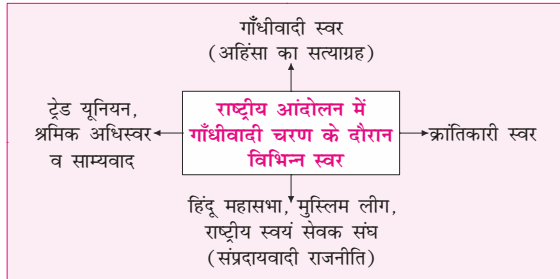 गाँधीवादी स्वर
(अहिंसा का सत्याग्रह)
ट्रेड यूनियन,
श्रमिक अधिस्वर
व साम्यवाद
राष्ट्रीय आंदोलन में
गाँधीवादी चरण के दौरान
विभिन्न स्वर
क्रांतिकारी स्वर
हिंदू महासभा, मुस्लिम लीग,
राष्ट्रीय स्वयं सेवक संघ
(संप्रदायवादी राजनीति)